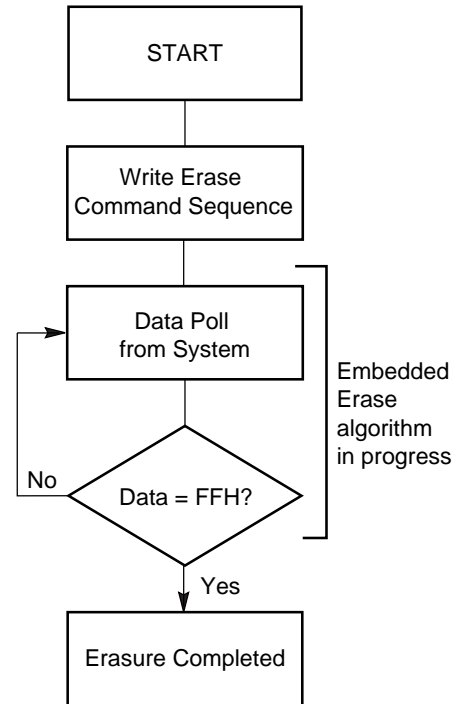 START
Write Erase
Command Sequence
Data Poll
from System
Embedded
Erase
algorithm
in progress
No
Data = FFH?
Yes
Erasure Completed